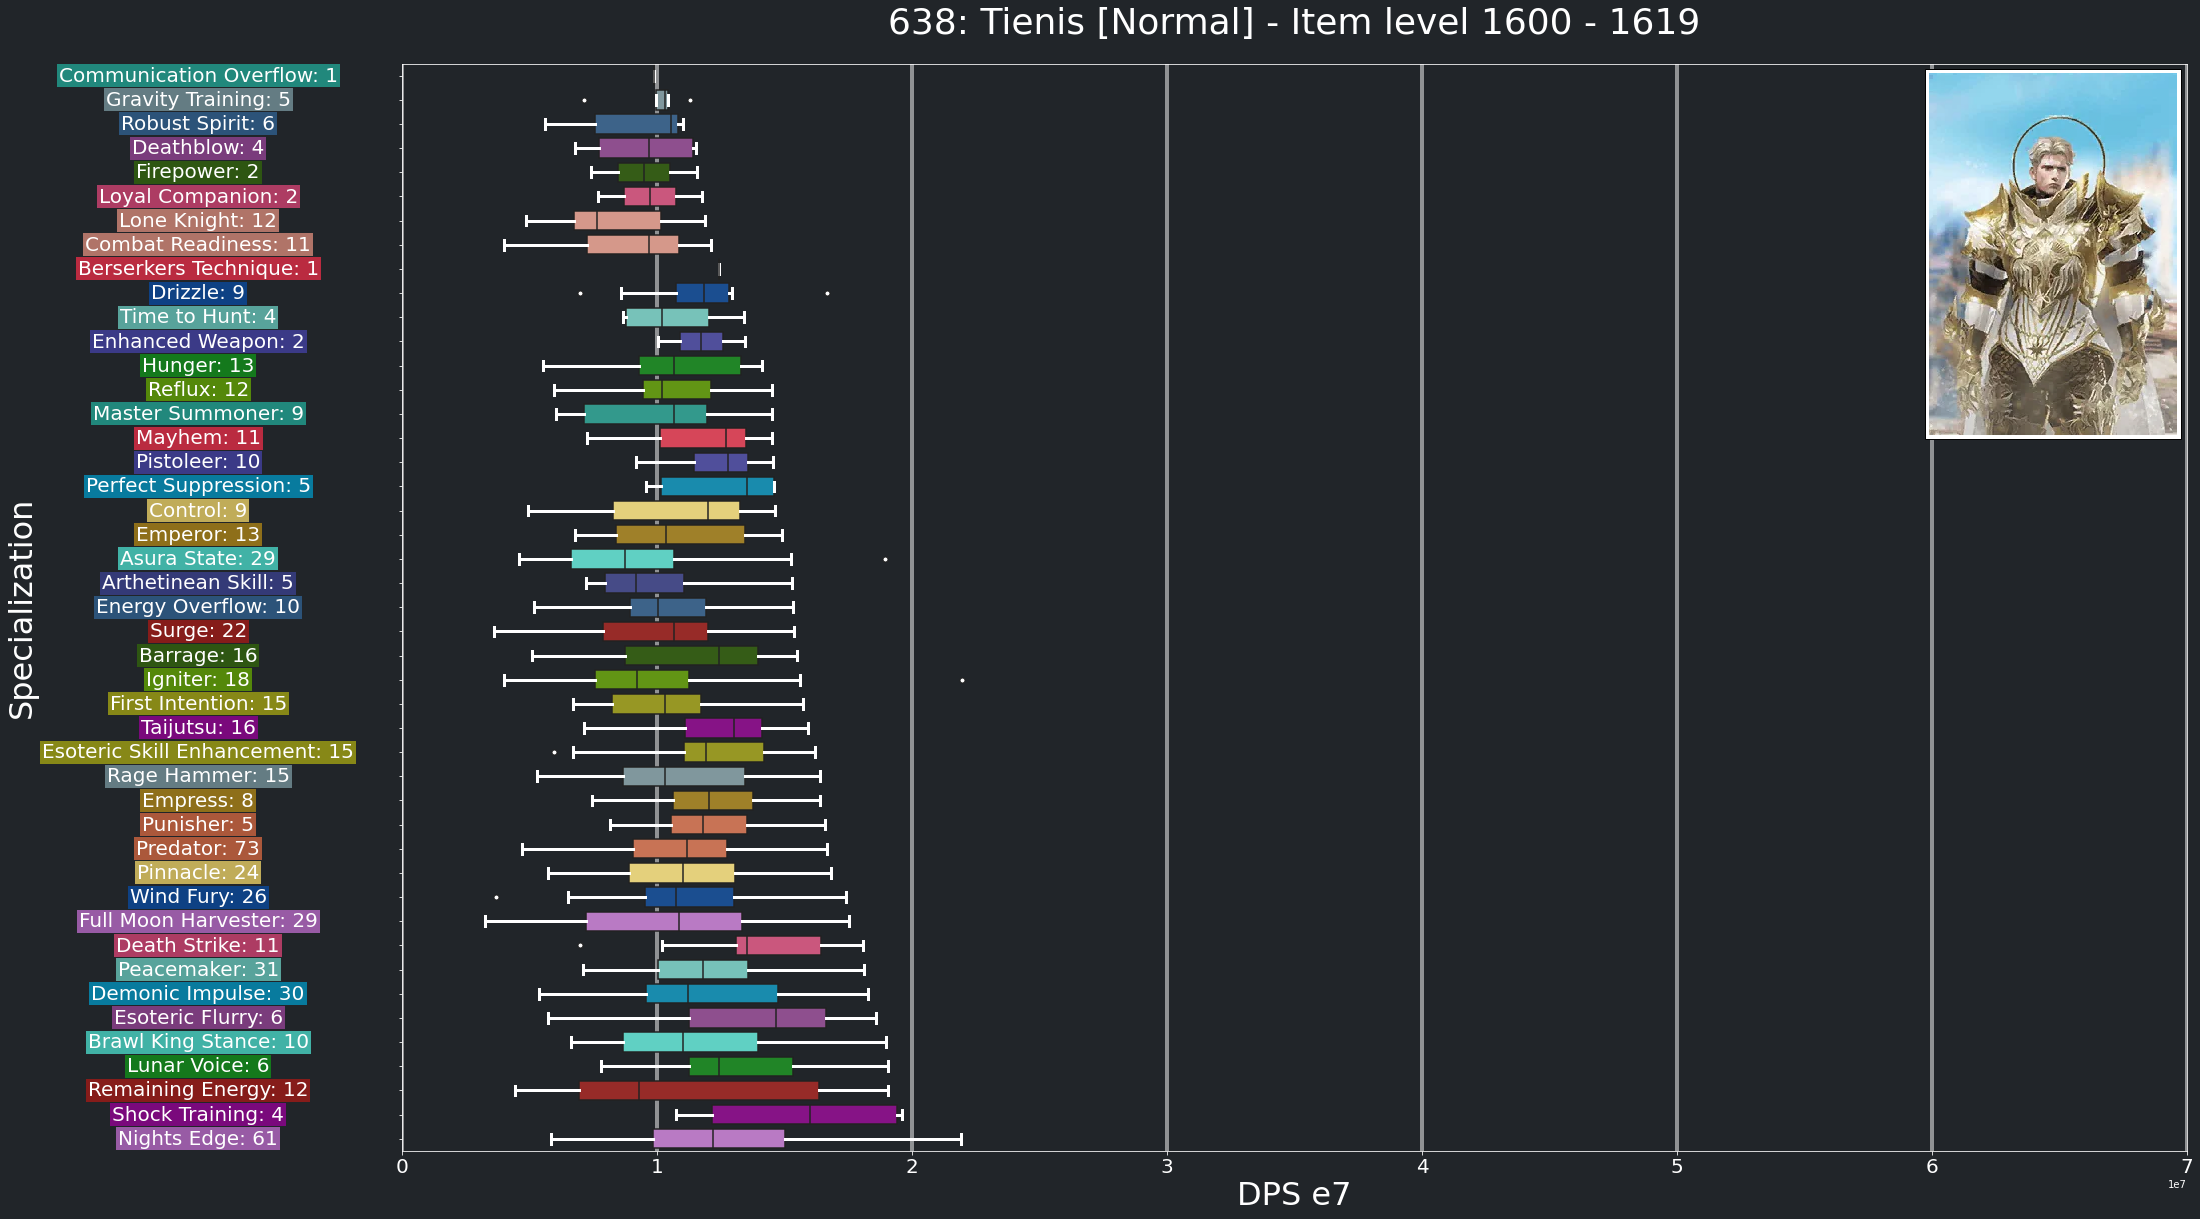 638: Tienis [Normal] - Item level 1600 - 1619
Specialization
Communication Overflow: 1
Gravity Training: 5
Robust Spirit: 6
Deathblow: 4
Firepower: 2
Loyal Companion: 2
Lone Knight: 12
Combat Readiness: 11
Berserkers Technique: 1
Drizzle: 9
Time to Hunt: 4
Enhanced Weapon: 2
Hunger: 13
Reflux: 12
Master Summoner: 9
Mayhem: 11
Pistoleer: 10
Perfect Suppression: 5
Control: 9
Emperor: 13
Asura State: 29
Arthetinean Skill: 5
Energy Overflow: 10
Surge: 22
Barrage: 16
Igniter: 18
First Intention: 15
Taijutsu: 16
Esoteric Skill Enhancement: 15
Rage Hammer: 15
Empress: 8
Punisher: 5
Predator: 73
Pinnacle: 24
Wind Fury: 26
Full Moon Harvester: 29
Death Strike: 11
Peacemaker: 31
Demonic Impulse: 30
Esoteric Flurry: 6
Brawl King Stance: 10
Lunar Voice: 6
Remaining Energy: 12
Shock Training: 4
Nights Edge: 61
0 1 2 3 4 5 6 7
1e7
DPS e7